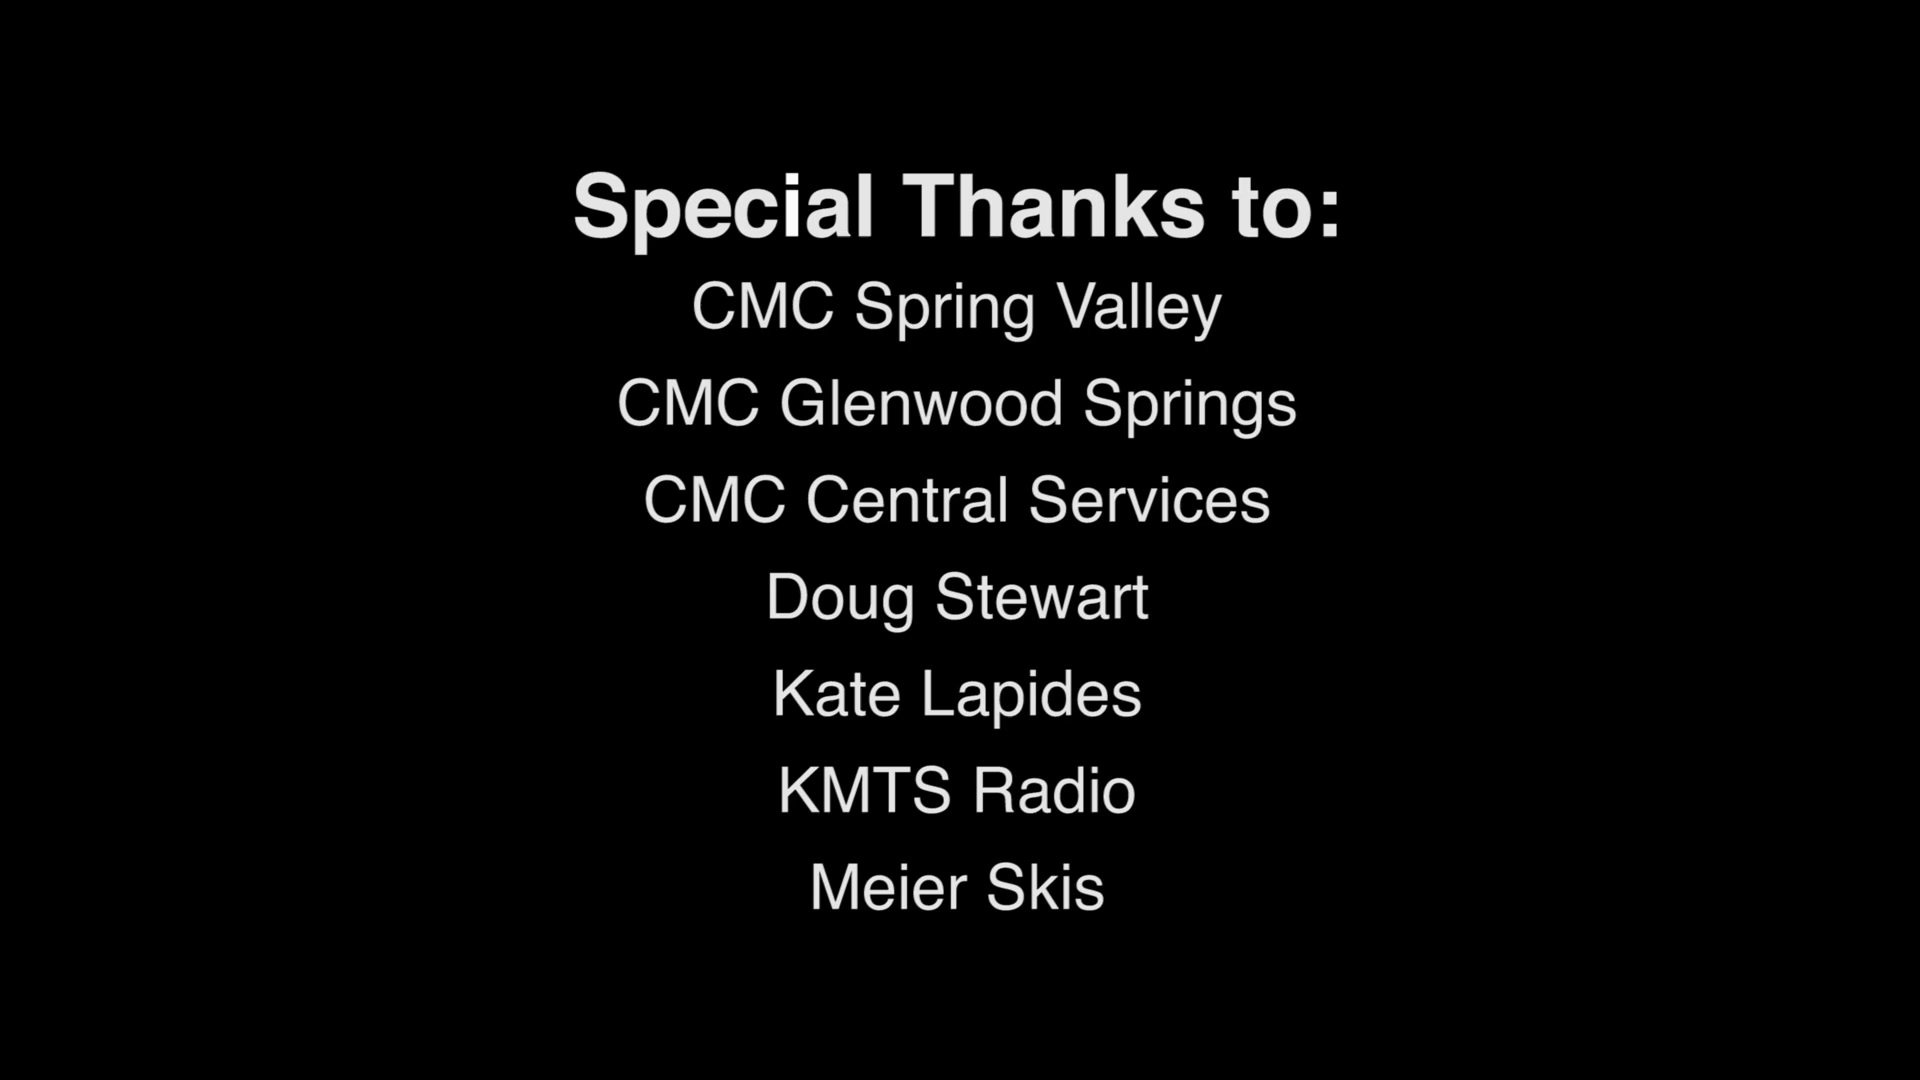 Special Thanks to:
CMC Spring Valley
CMC Glenwood Springs
CMC Central Services
Doug Stewart
Kate Lapides
KMTS Radio
Meier Skis